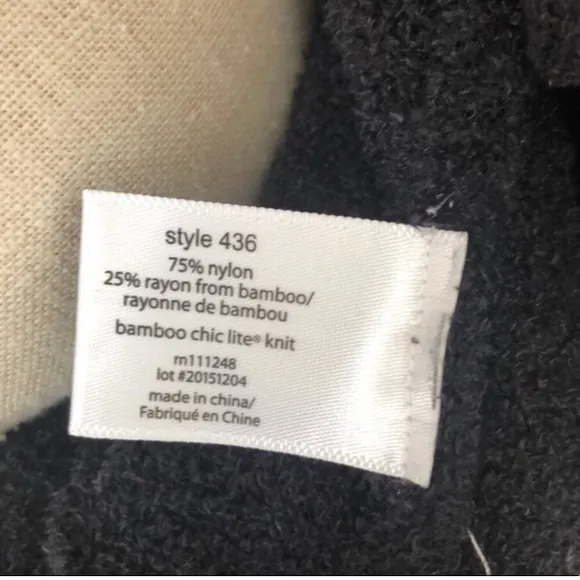 style 436
75% nylon
25% rayon from bamboo/
rayonne de bambou
bamboo chic lite® knit
m111248
lot #20151204
made in china/
Fabriqué en Chine